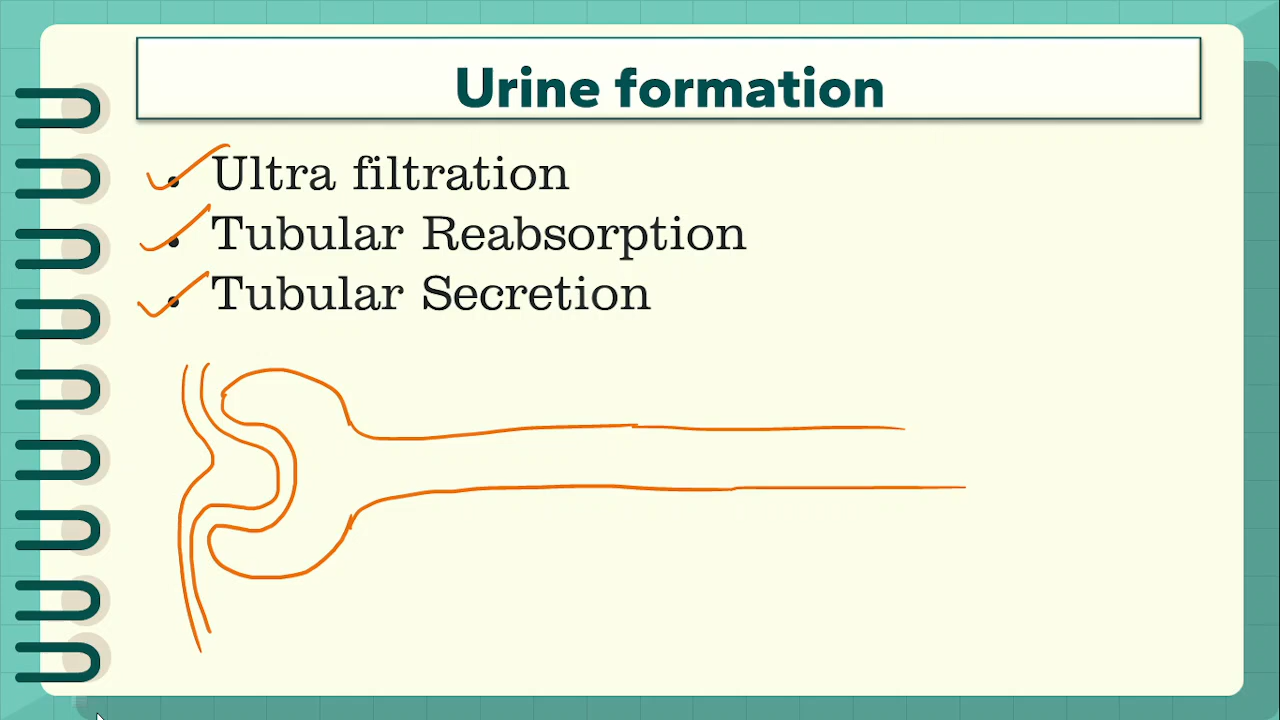 Urine formation
• Ultra filtration
• Tubular Reabsorption
• Tubular Secretion